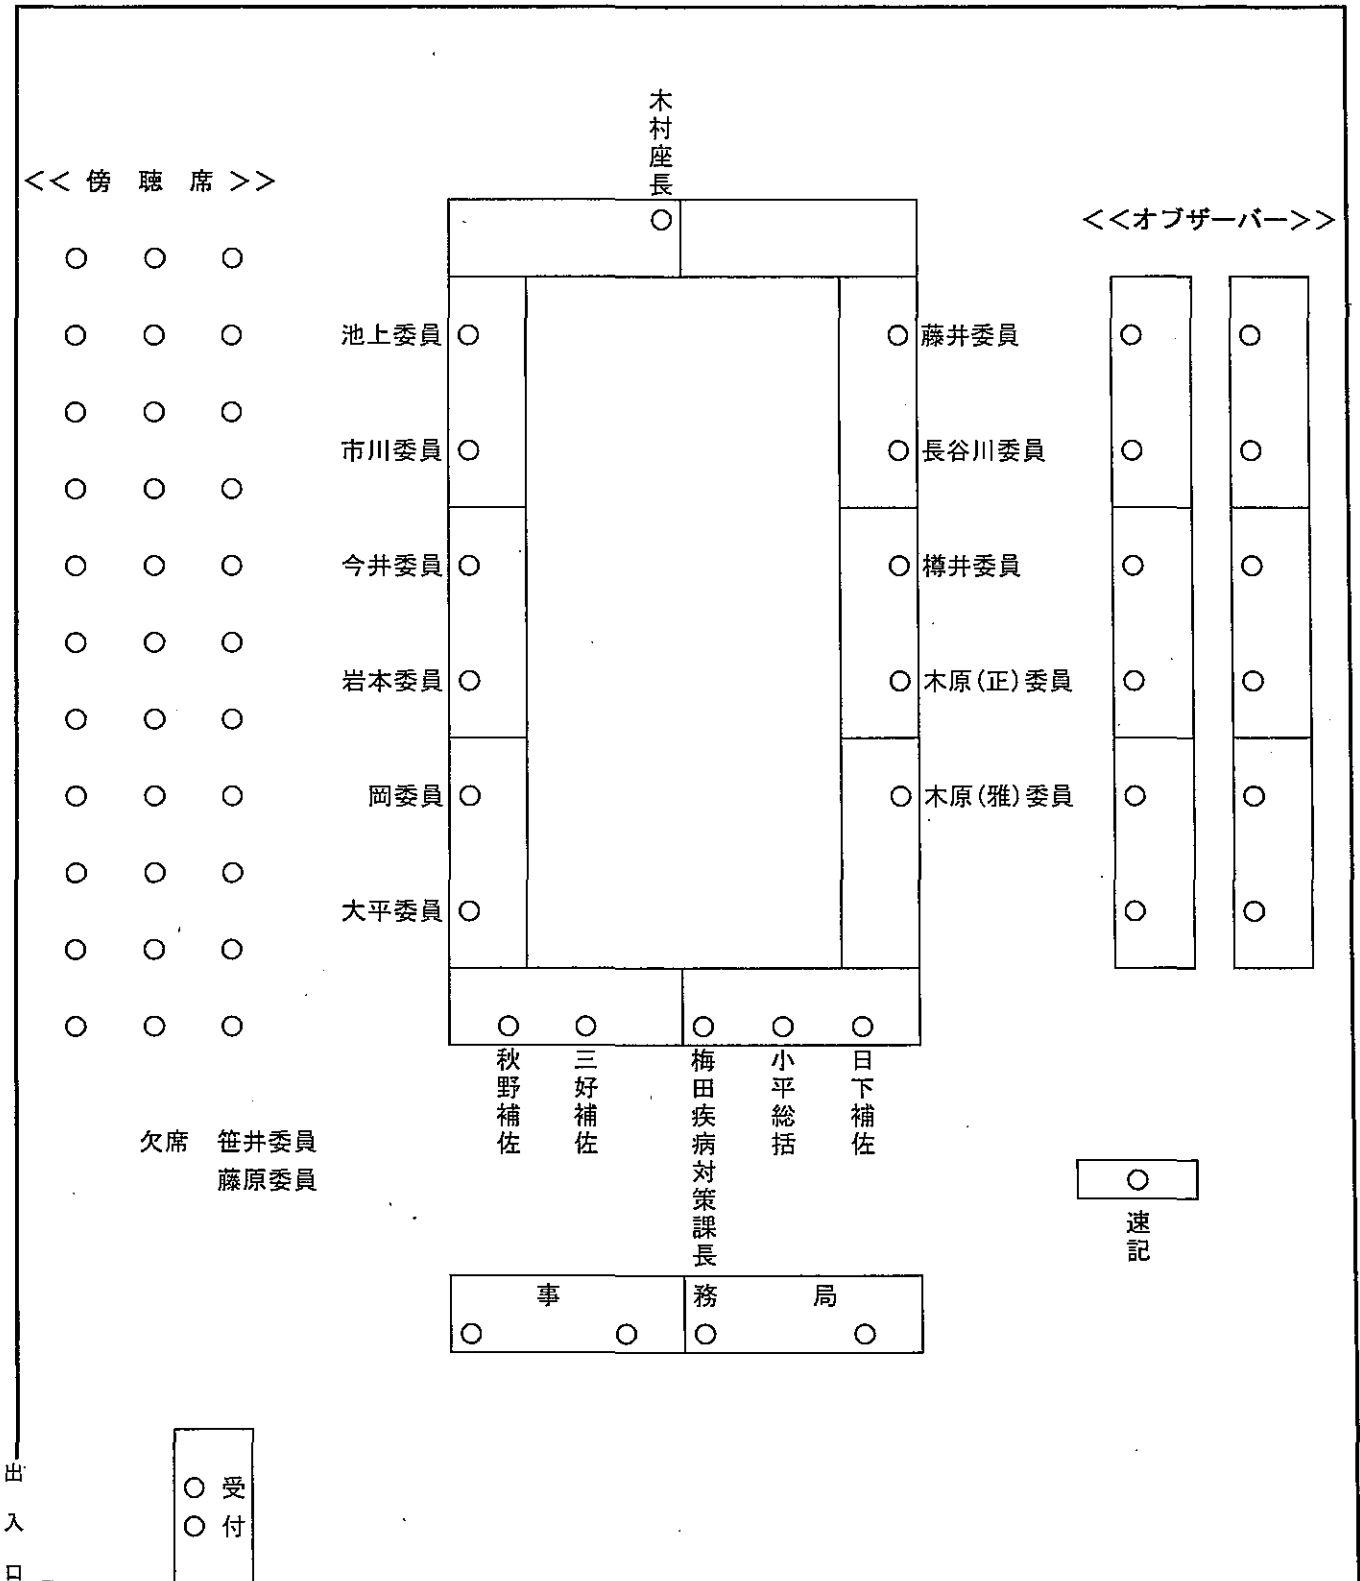 木村座長
<<傍聴席>>
<<オブザーバー>>
池上委員
藤井委員
市川委員
長谷川委員
今井委員
樽井委員
岩本委員
木原(正)委員
岡委員
木原(雅)委員
大平委員
秋野補佐
三好補佐
梅田疾病対策課長
小平総括
日下補佐
欠席 笹井委員
藤原委員
速記
事務局
受付
出入口